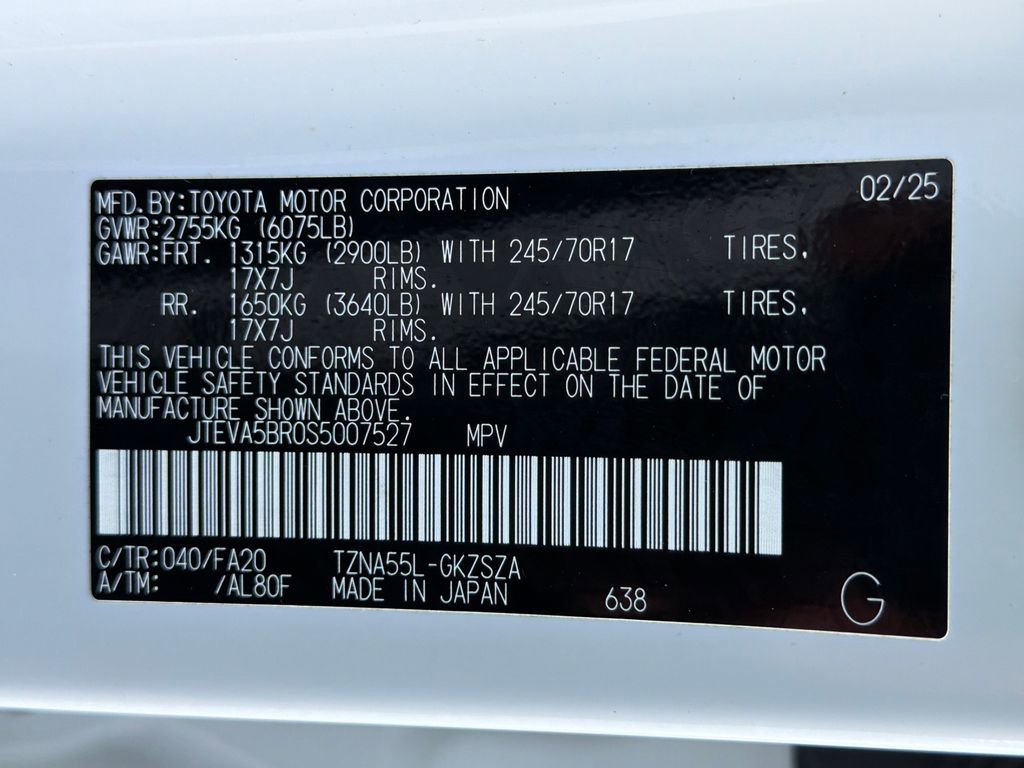 MFD.BY:TOYOTA MOTOR CORPORATION 02/25
GVWR:2755KG (6075LB)
GAWR:FRT. 1315KG (2900LB) WITH 245/70R17 TIRES,
17X7J RIMS.
RR. 1650KG (3640LB) WITH 245/70R17 TIRES,
17X7J RIMS.
THIS VEHICLE CONFORMS TO ALL APPLICABLE FEDERAL MOTOR
VEHICLE SAFETY STANDARDS IN EFFECT ON THE DATE OF
MANUFACTURE SHOWN ABOVE.
JTEVA5BR0S5007527 MPV
C/TR:040/FA20 TZNA55L-GKZSZA
A/TM: /AL80F MADE IN JAPAN 638 G